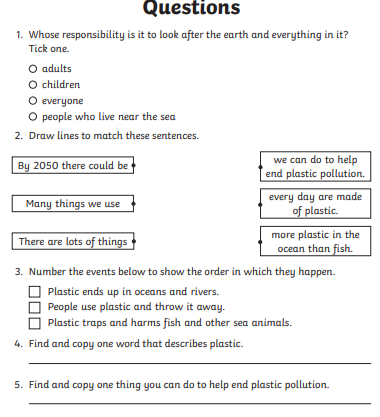 Questions
1. Whose responsibility is it to look after the earth and everything in it?
Tick one.
adults
children
everyone
people who live near the sea
2. Draw lines to match these sentences.
By 2050 there could be
we can do to help
end plastic pollution.
Many things we use
every day are made
of plastic.
There are lots of things
more plastic in the
ocean than fish.
3. Number the events below to show the order in which they happen.
Plastic ends up in oceans and rivers.
People use plastic and throw it away.
Plastic traps and harms fish and other sea animals.
4. Find and copy one word that describes plastic.
5. Find and copy one thing you can do to help end plastic pollution.